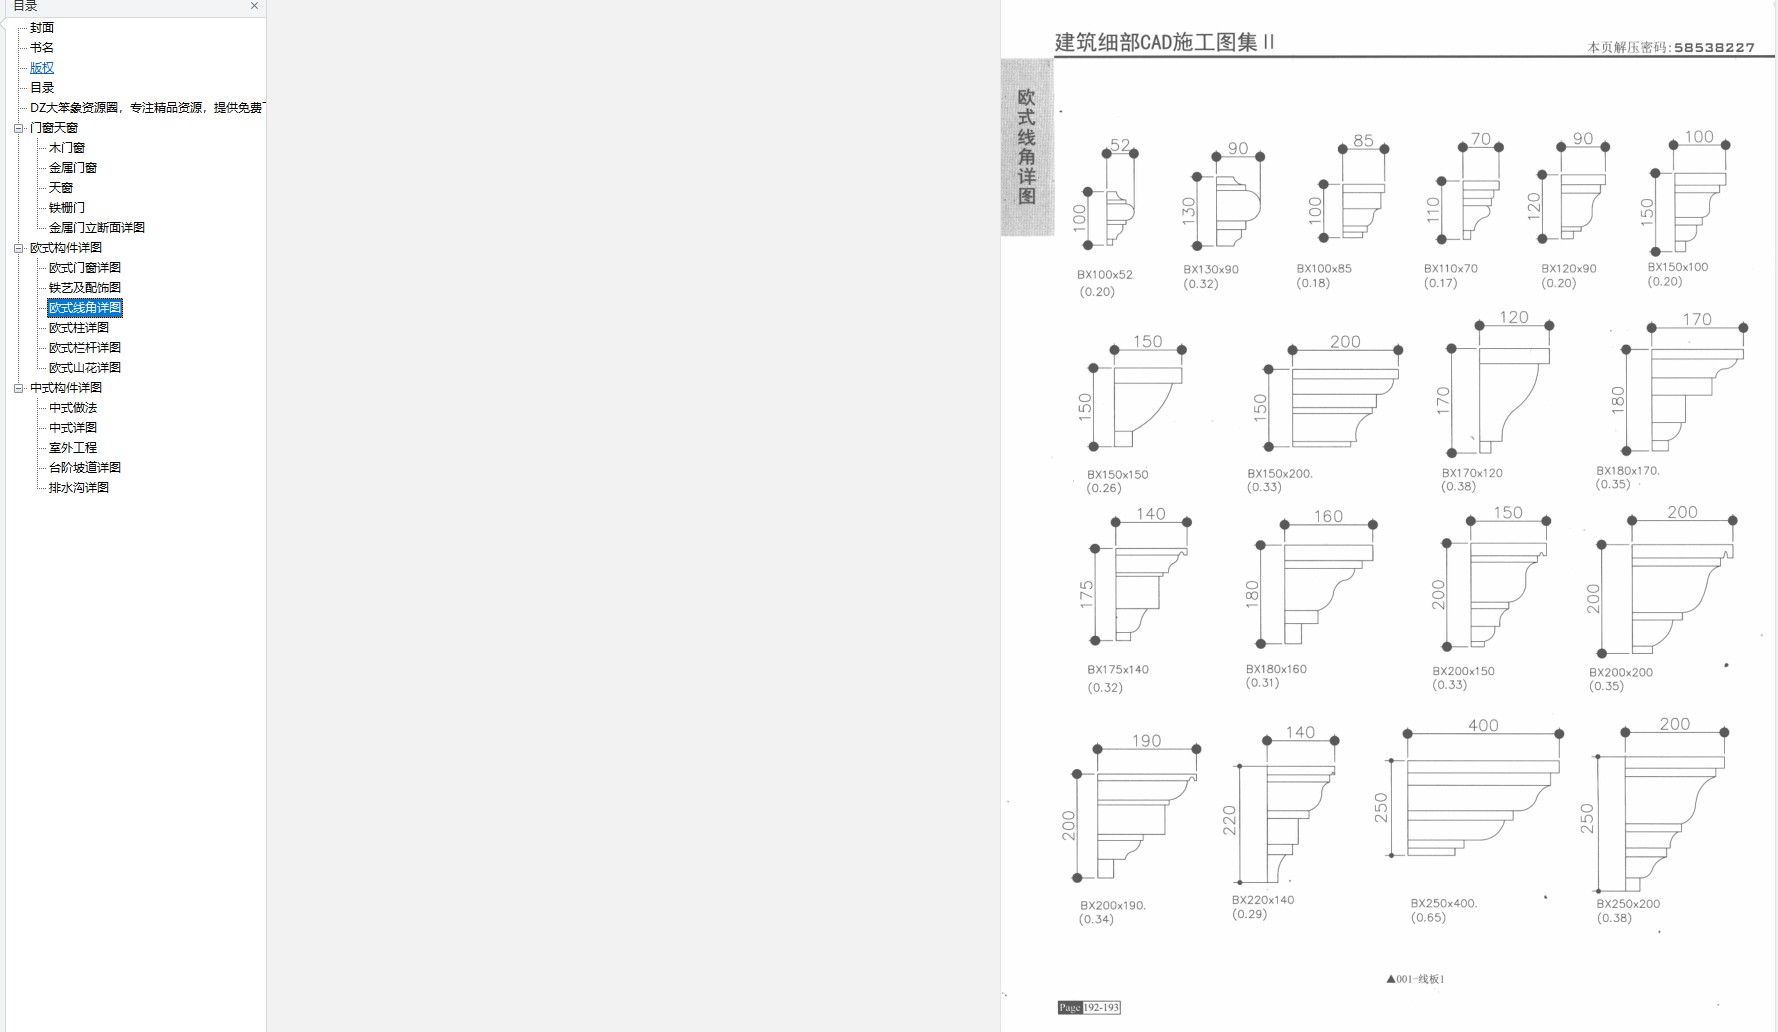 目录
封面
书名
版权
目录
DZ大笨象资源圈，专注精品资源，提供免费
门窗天窗
木门窗
金属门窗
天窗
铁栅门
金属门立断面详图
欧式构件详图
欧式门窗详图
铁艺及配饰图
欧式线角详图
欧式柱详图
欧式栏杆详图
欧式山花详图
中式构件详图
中式做法
中式详图
室外工程
台阶坡道详图
排水沟详图
建筑细部CAD施工图集Ⅱ
本页解压密码:58538227
欧式线角详图
52 90 85 70 90 100
100 130 100 110 120 150
BX100x52 BX130x90 BX100x85 BX110x70 BX120x90 BX150x100
(0.20) (0.32) (0.18) (0.17) (0.20) (0.20)
150 200 120 170
150 150 170 180
BX150x150 BX150x200. BX170x120 BX180x170.
(0.26) (0.33) (0.38) (0.35)
140 160 150 200
175 180 200 200
BX175x140 BX180x160 BX200x150 BX200x200
(0.32) (0.31) (0.33) (0.35)
190 140 400 200
200 220 250 250
BX200x190. BX220x140 BX250x400. BX250x200
(0.34) (0.29) (0.65) (0.38)
▲001-线板1
Page 192-193